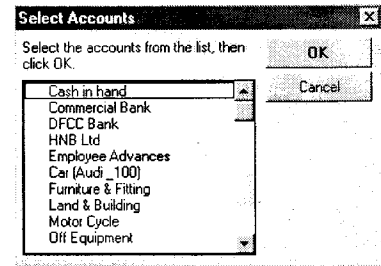 Select Accounts
Select the accounts from the list, then
click OK.
OK
Cancel
Cash in hand
Commercial Bank
DFCC Bank
HNB Ltd
Employee Advances
Car (Audi _100)
Furniture & Fitting
Land & Building
Motor Cycle
Off Equipment